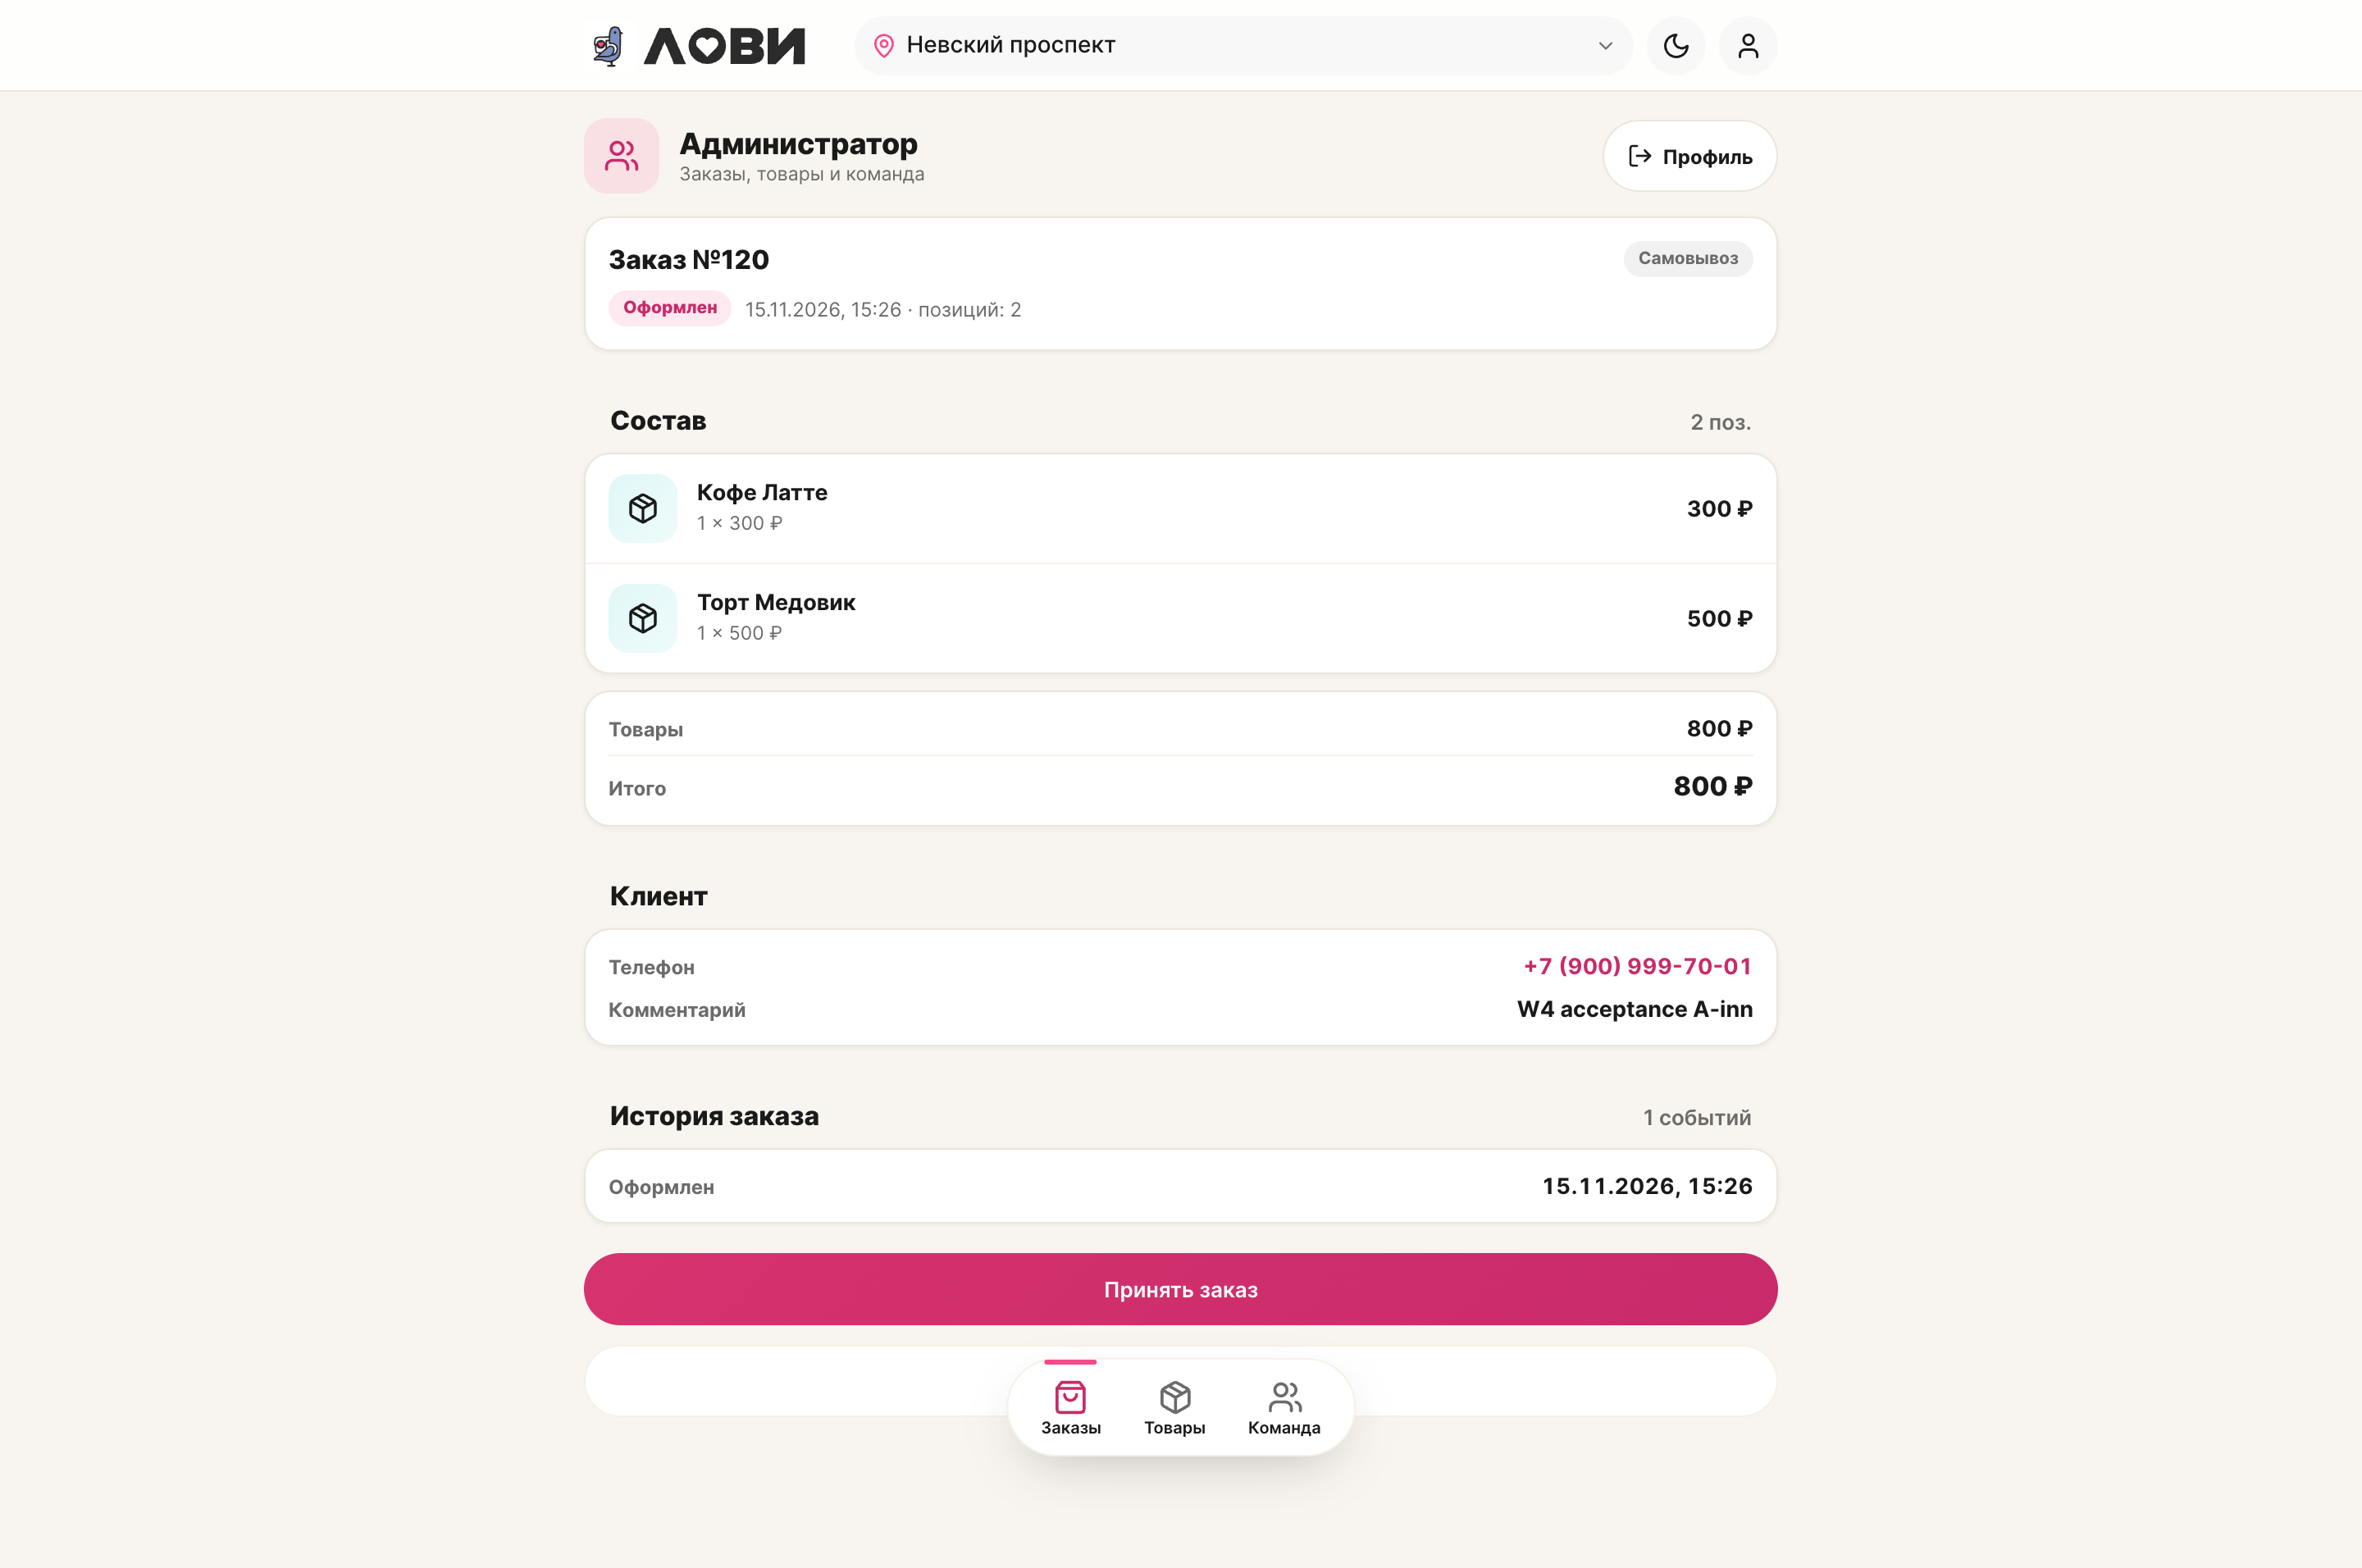 ЛОВИ
Невский проспект
Администратор
Заказы, товары и команда
Профиль
Заказ №120
Самовывоз
Оформлен
15.11.2026, 15:26 · позиций: 2
Состав
2 поз.
Кофе Латте
1 × 300 ₽
300 ₽
Торт Медовик
1 × 500 ₽
500 ₽
Товары
800 ₽
Итого
800 ₽
Клиент
Телефон
+7 (900) 999-70-01
Комментарий
W4 acceptance A-inn
История заказа
1 событий
Оформлен
15.11.2026, 15:26
Принять заказ
Заказы
Товары
Команда